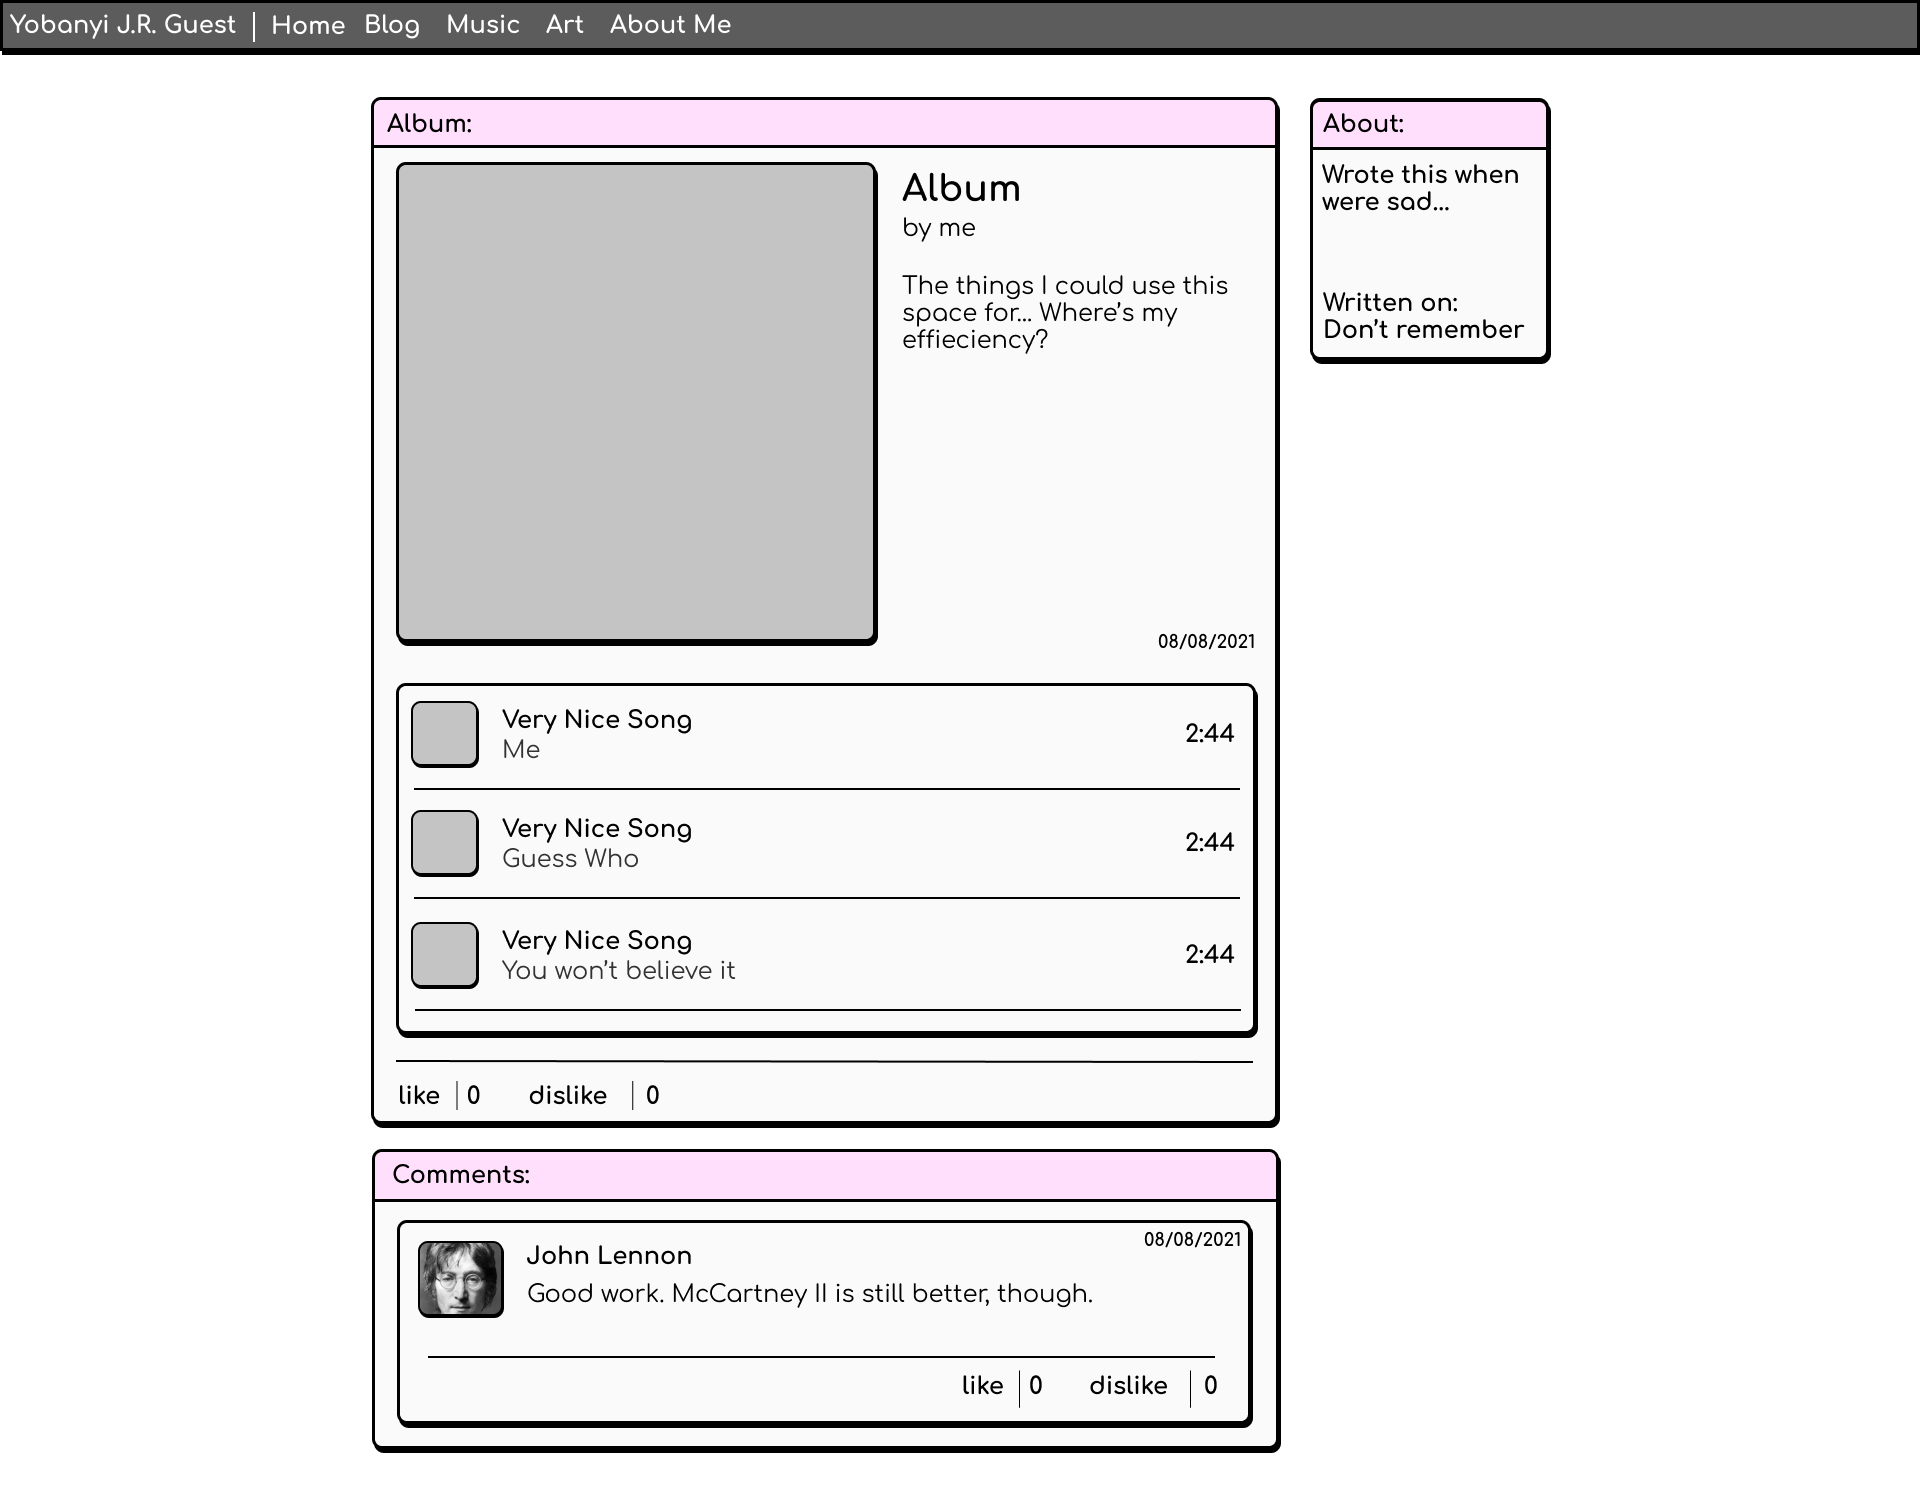 Yobanyi J.R. Guest | Home Blog Music Art About Me
Album:
Album
by me
The things I could use this
space for... Where's my
effieciency?
08/08/2021
Very Nice Song
Me
2:44
Very Nice Song
Guess Who
2:44
Very Nice Song
You won't believe it
2:44
like | 0 dislike | 0
About:
Wrote this when
were sad...
Written on:
Don't remember
Comments:
08/08/2021
John Lennon
Good work. McCartney II is still better, though.
like | 0 dislike | 0